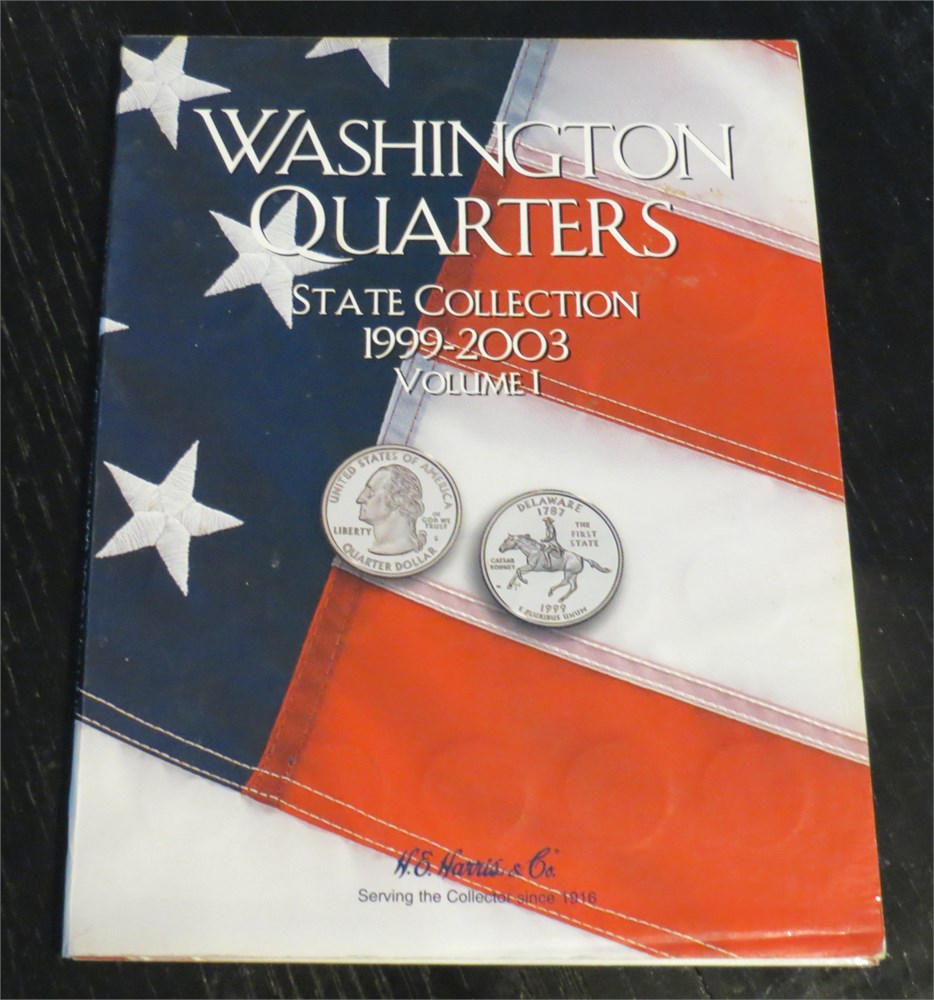 WASHINGTON
QUARTERS
STATE COLLECTION
1999-2003
VOLUME I
UNITED STATES OF AMERICA
LIBERTY
IN
GOD WE
TRUST
S
QUARTER DOLLAR
DELAWARE
1787
THE
FIRST
STATE
CAESAR
RODNEY
1999
E PLURIBUS UNUM
H.E. Harris & Co.
Serving the Collector since 1916